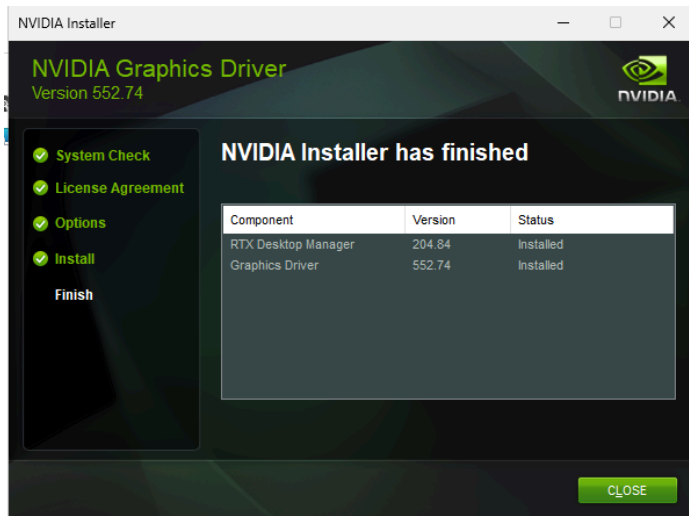 NVIDIA Installer
NVIDIA Graphics Driver
Version 552.74
NVIDIA.
System Check
License Agreement
Options
Install
Finish
NVIDIA Installer has finished
Component Version Status
RTX Desktop Manager 204.84 Installed
Graphics Driver 552.74 Installed
CLOSE